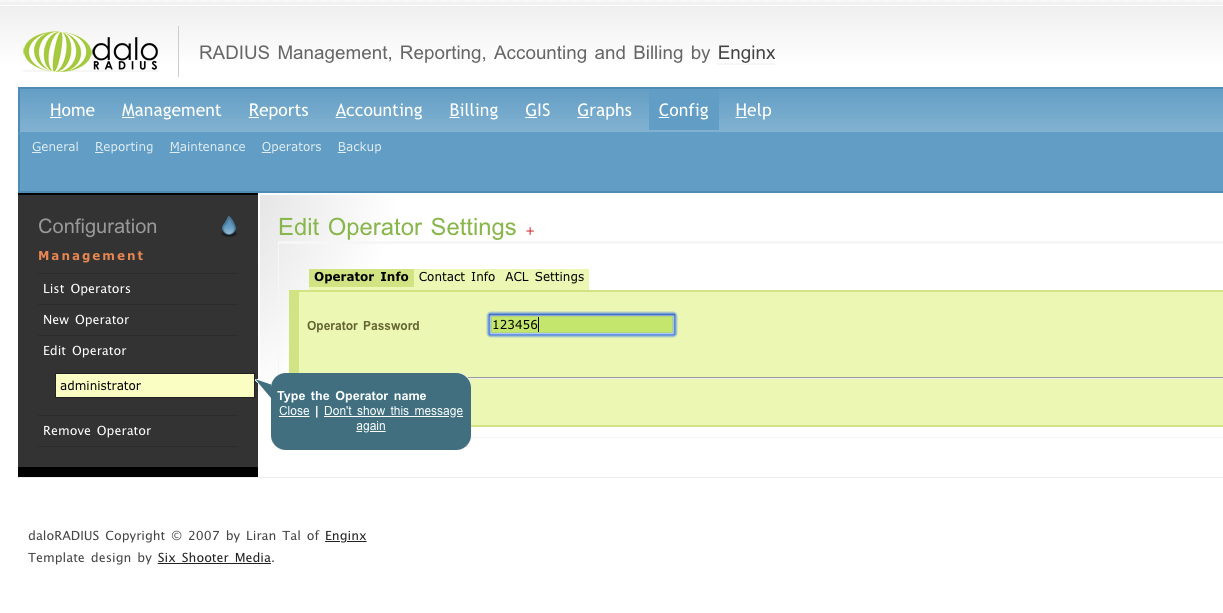 dalo
RADIUS
RADIUS Management, Reporting, Accounting and Billing by Enginx
Home Management Reports Accounting Billing GIS Graphs Config Help
General Reporting Maintenance Operators Backup
Configuration
Management
List Operators
New Operator
Edit Operator
administrator
Remove Operator
Edit Operator Settings +
Operator Info Contact Info ACL Settings
Operator Password 123456
Type the Operator name
Close | Don't show this message
again
daloRADIUS Copyright © 2007 by Liran Tal of Enginx
Template design by Six Shooter Media.